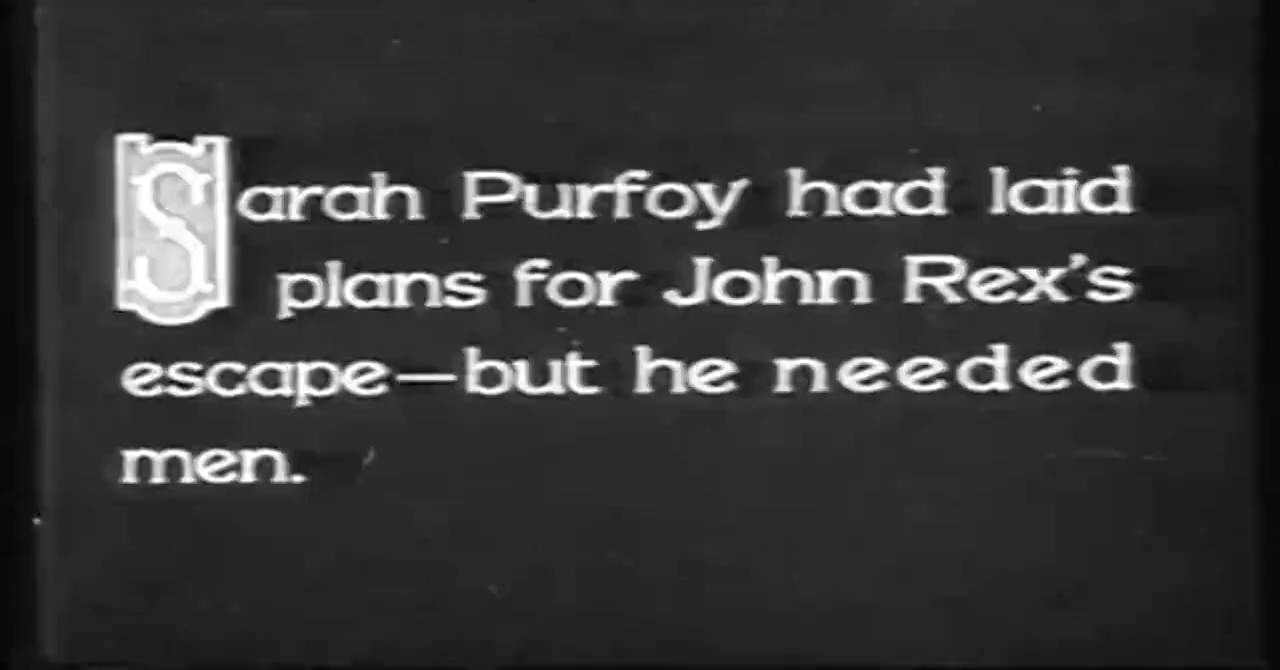 Sarah Purfoy had laid
plans for John Rex's
escape—but he needed
men.